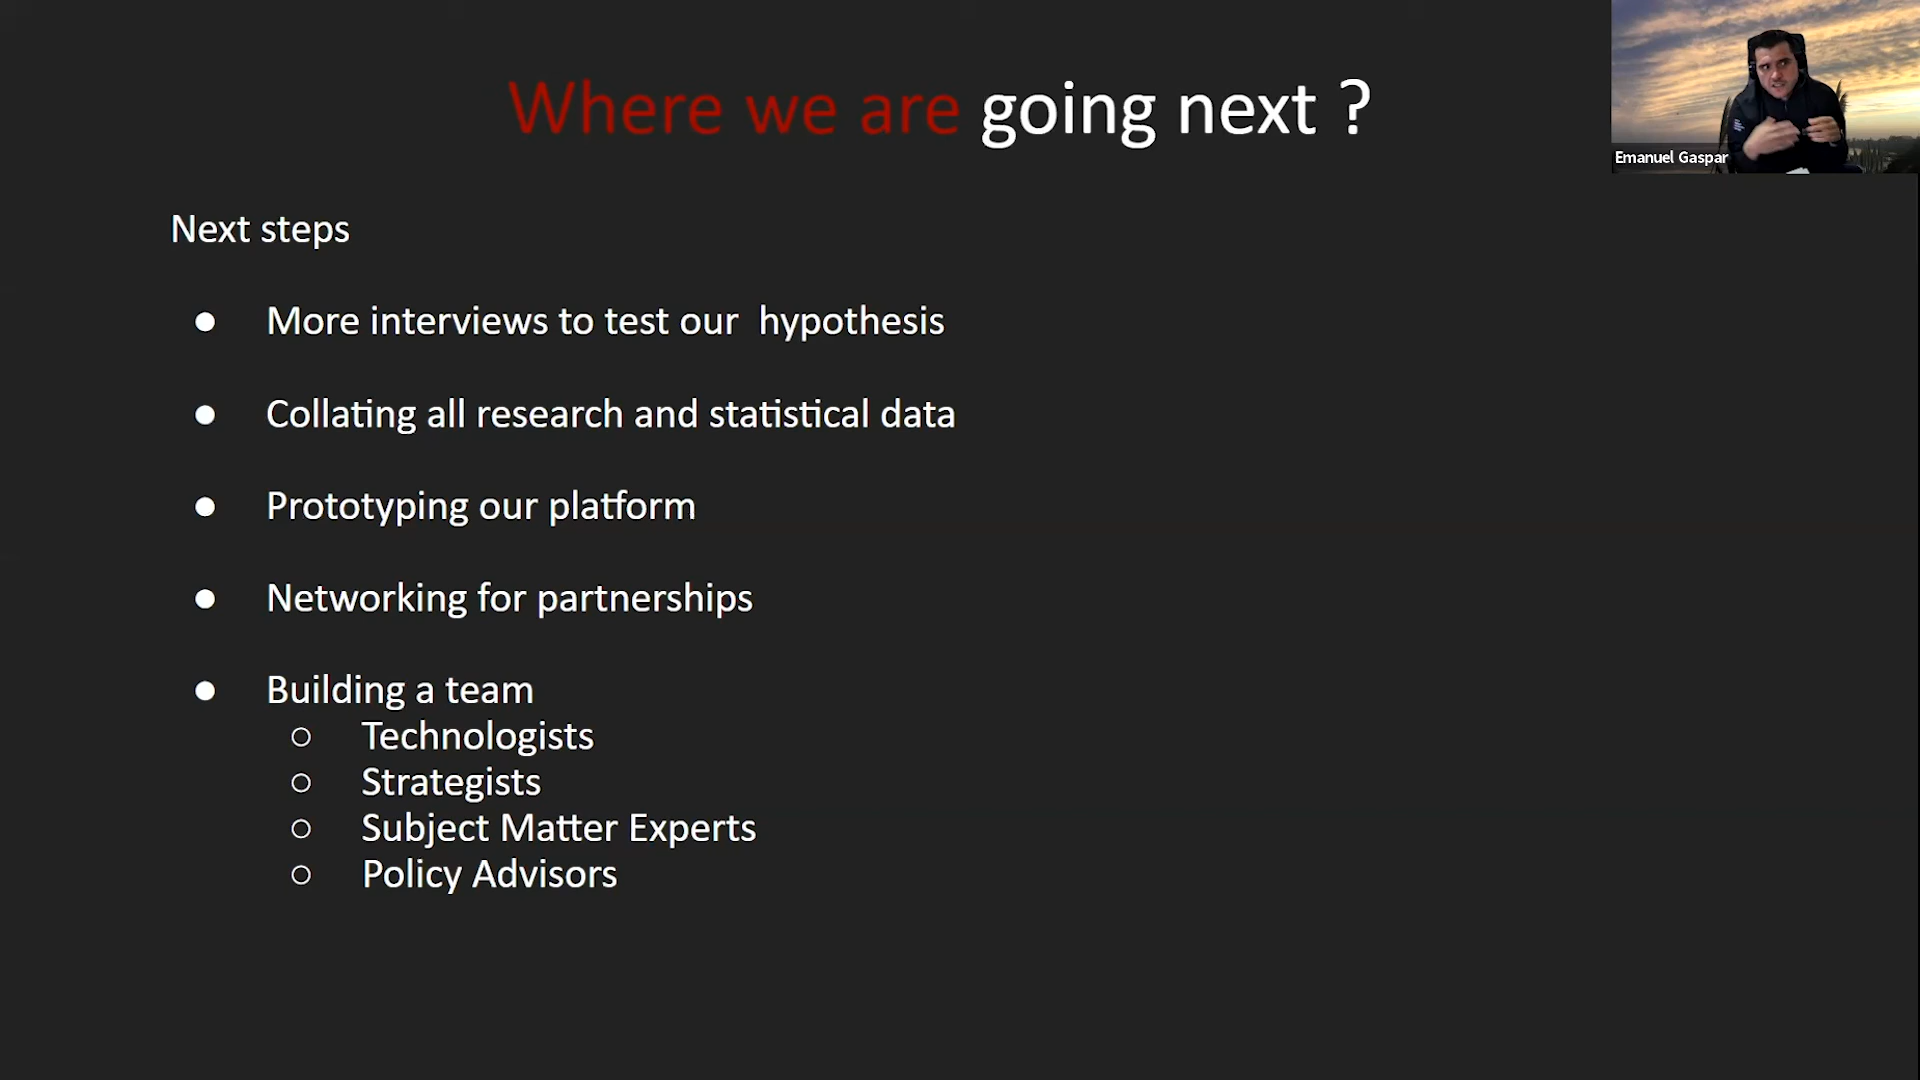 Where we are going next ?
Emanuel Gaspar
Next steps
● More interviews to test our  hypothesis
● Collating all research and statistical data
● Prototyping our platform
● Networking for partnerships
● Building a team
○ Technologists
○ Strategists
○ Subject Matter Experts
○ Policy Advisors